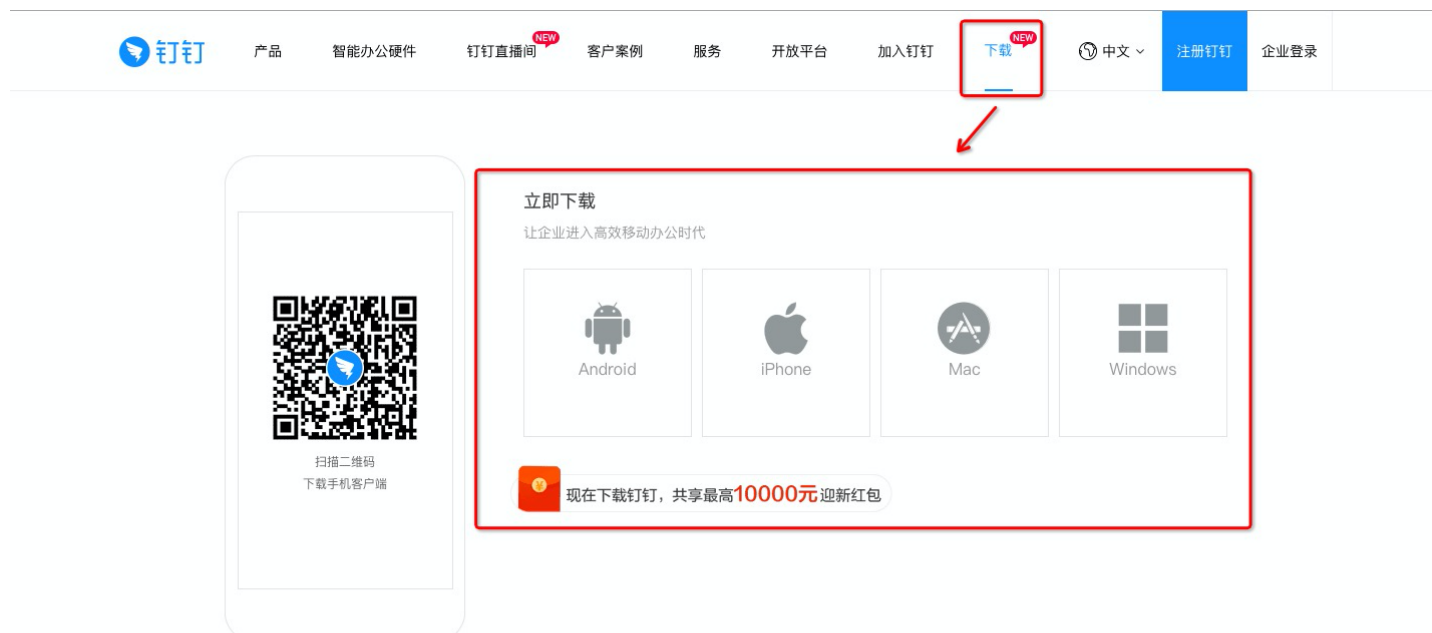 钉钉 产品 智能办公硬件 钉钉直播间 NEW 客户案例 服务 开放平台 加入钉钉 下载 NEW 中文 注册钉钉 企业登录
立即下载
让企业进入高效移动办公时代
Android iPhone Mac Windows
扫描二维码
下载手机客户端
现在下载钉钉，共享最高10000元迎新红包